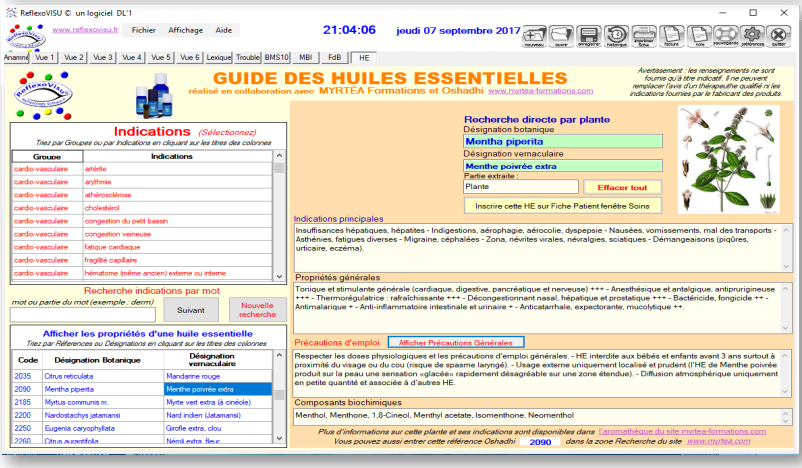 ReflexoVISU © un logiciel DL'1
www.reflexovisu.fr Fichier Affichage Aide 21:04:06 jeudi 07 septembre 2017
nouveau ouvrir enregistrer historique imprimer fiche facture note sauvegarde préférences quitter
Anamne Vue 1 Vue 2 Vue 3 Vue 4 Vue 5 Vue 6 Lexique Trouble BMS10 MBI FdB HE
ReflexoVisu
GUIDE DES HUILES ESSENTIELLES
réalisé en collaboration avec MYRTÉA Formations et Oshadhi www.myrtea-formations.com
Avertissement : les renseignements ne sont
fournis qu'à titre indicatif. Il ne peuvent
remplacer l'avis d'un thérapeute qualifié ni les
indications fournies par le fabricant des produits.
Indications (Sélectionnez)
Triez par Groupes ou par Indications en cliquant sur les titres des colonnes
Groupe Indications
cardio-vasculaire artérite
cardio-vasculaire arythmie
cardio-vasculaire athérosclérose
cardio-vasculaire cholestérol
cardio-vasculaire congestion du petit bassin
cardio-vasculaire congestion veineuse
cardio-vasculaire fatique cardiaque
cardio-vasculaire fragilité capillaire
cardio-vasculaire hématome (même ancien) externe ou interne
Recherche indications par mot
mot ou partie du mot (exemple : derm)
Suivant
Nouvelle
recherche
Afficher les propriétés d'une huile essentielle
Triez par Réferences ou Désignations en cliquant sur les titres des colonnes
Code Désignation Botanique Désignation
vernaculaire
2035 Citrus reticulata Mandarine rouge
2090 Mentha piperita Menthe poivrée extra
2185 Myrtus communis m. Myrte vert extra (à cinéole)
2200 Nardostachys jatamansi Nard indien (Jatamansi)
2250 Eugenia caryophyllata Girofle extra, clou
2260 Citrus aurantifolia Néroli extra, fleur
Recherche directe par plante
Désignation botanique
Mentha piperita
Désignation vernaculaire
Menthe poivrée extra
Partie extraite :
Plante
Effacer tout
Inscrire cette HE sur Fiche Patient fenêtre Soins
Indications principales
Insuffisances hépatiques, hépatites - Indigestions, aérophagie, aérocolie, dyspepsie - Nausées, vomissements, mal des transports -
Asthénies, fatigues diverses - Migraine, céphalées - Zona, névrites virales, névralgies, sciatiques - Démangeaisons (piqûres,
urticaire, eczéma).
Propriétés générales
Tonique et stimulante générale (cardiaque, digestive, pancréatique et nerveuse) +++ - Anesthésique et antalgique, antiprurigineuse
+++ - Thermorégulatrice : rafraîchissante +++ - Décongestionnant nasal, hépatique et prostatique +++ - Bactéricide, fongicide ++ -
Antimalarique + - Anti-inflammatoire intestinale et urinaire + - Anticatarrhale, expectorante, mucolytique ++.
Précautions d'emploi Afficher Précautions Générales
Respecter les doses physiologiques et les précautions d'emploi générales. - HE interdite aux bébés et enfants avant 3 ans surtout à
proximité du visage ou du cou (risque de spasme laryngé). - Usage externe uniquement localisé et prudent (l'HE de Menthe poivrée
produit sur la peau une sensation «glacée» rapidement désagréable sur une zone étendue). - Diffusion atmosphérique uniquement
en petite quantité et associée à d'autres HE.
Composants biochimiques
Menthol, Menthone, 1,8-Cineol, Menthyl acetate, Isomenthone, Neomenthol
Plus d'informations sur cette plante et ses indications sont disponibles dans l'aromathèque du site myrtea-formations.com
Vous pouvez aussi entrer cette référence Oshadhi 2090 dans la zone Recherche du site www.myrtea.com